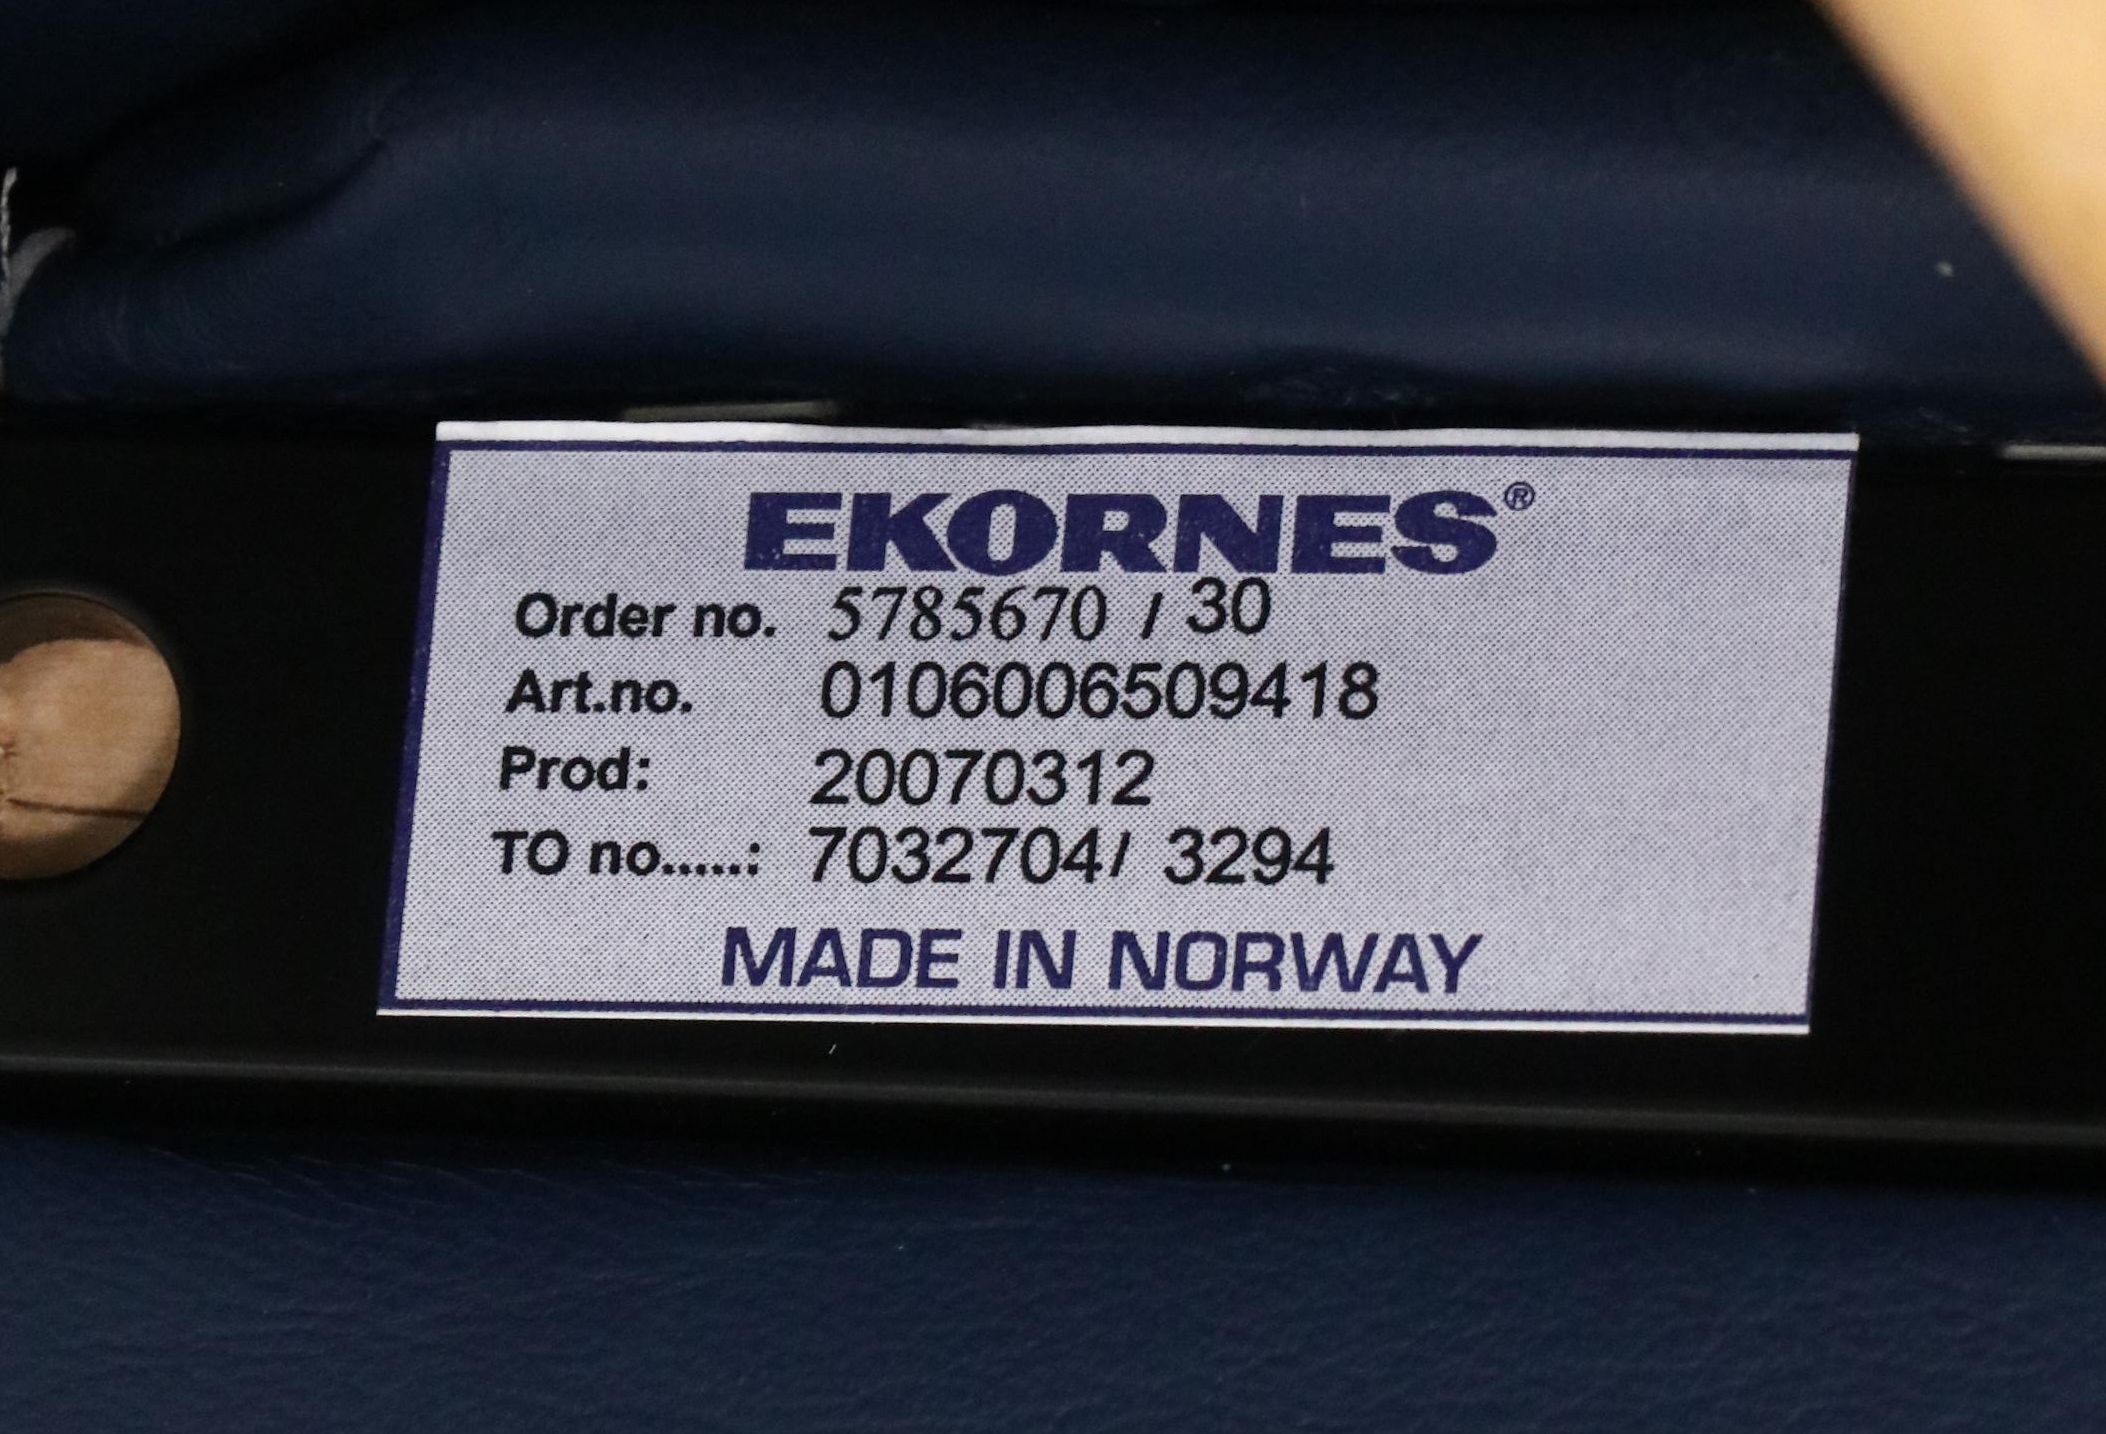 EKORNES®
Order no. 5785670 / 30
Art.no. 0106006509418
Prod: 20070312
TO no.....: 7032704/ 3294
MADE IN NORWAY